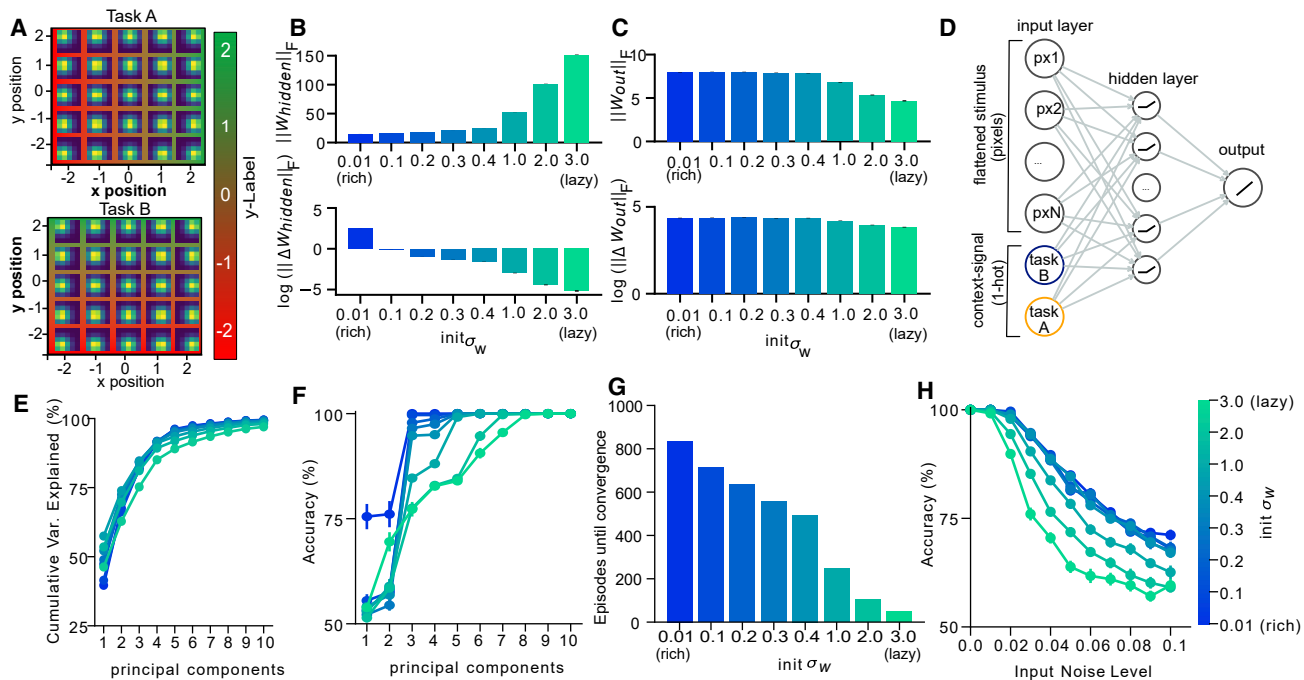 A
Task A
y position
2
1
0
-1
-2
-2 -1 0 1 2
x position
Task B
y position
2
1
0
-1
-2
-2 -1 0 1 2
x position
2
1
0
-1
-2
y-Label
B
||Whidden||F
150
100
50
0
0.01 0.1 0.2 0.3 0.4 1.0 2.0 3.0
(rich) (lazy)
log (||ΔWhidden||F)
5
0
−5
0.01 0.1 0.2 0.3 0.4 1.0 2.0 3.0
(rich) (lazy)
init σw
C
||Wout||F
10
5
0
0.01 0.1 0.2 0.3 0.4 1.0 2.0 3.0
(rich) (lazy)
log (||Δ Wout||F)
5
0
0.01 0.1 0.2 0.3 0.4 1.0 2.0 3.0
(rich) (lazy)
init σw
D
input layer
hidden layer
output
flattened stimulus
(pixels)
px1
px2
...
pxN
...
context-signal
(1-hot)
task
B
task
A
E
Cumulative Var. Explained (%)
100
75
50
25
1 2 3 4 5 6 7 8 9 10
principal components
F
Accuracy (%)
100
75
50
1 2 3 4 5 6 7 8 9 10
principal components
G
Episodes until convergence
1000
800
600
400
200
0
0.01 0.1 0.2 0.3 0.4 1.0 2.0 3.0
(rich) (lazy)
init σw
H
Accuracy (%)
100
75
50
0.0 0.02 0.04 0.06 0.08 0.1
Input Noise Level
3.0 (lazy)
2.0
1.0
0.4
0.3
0.2
0.1
0.01 (rich)
init σw